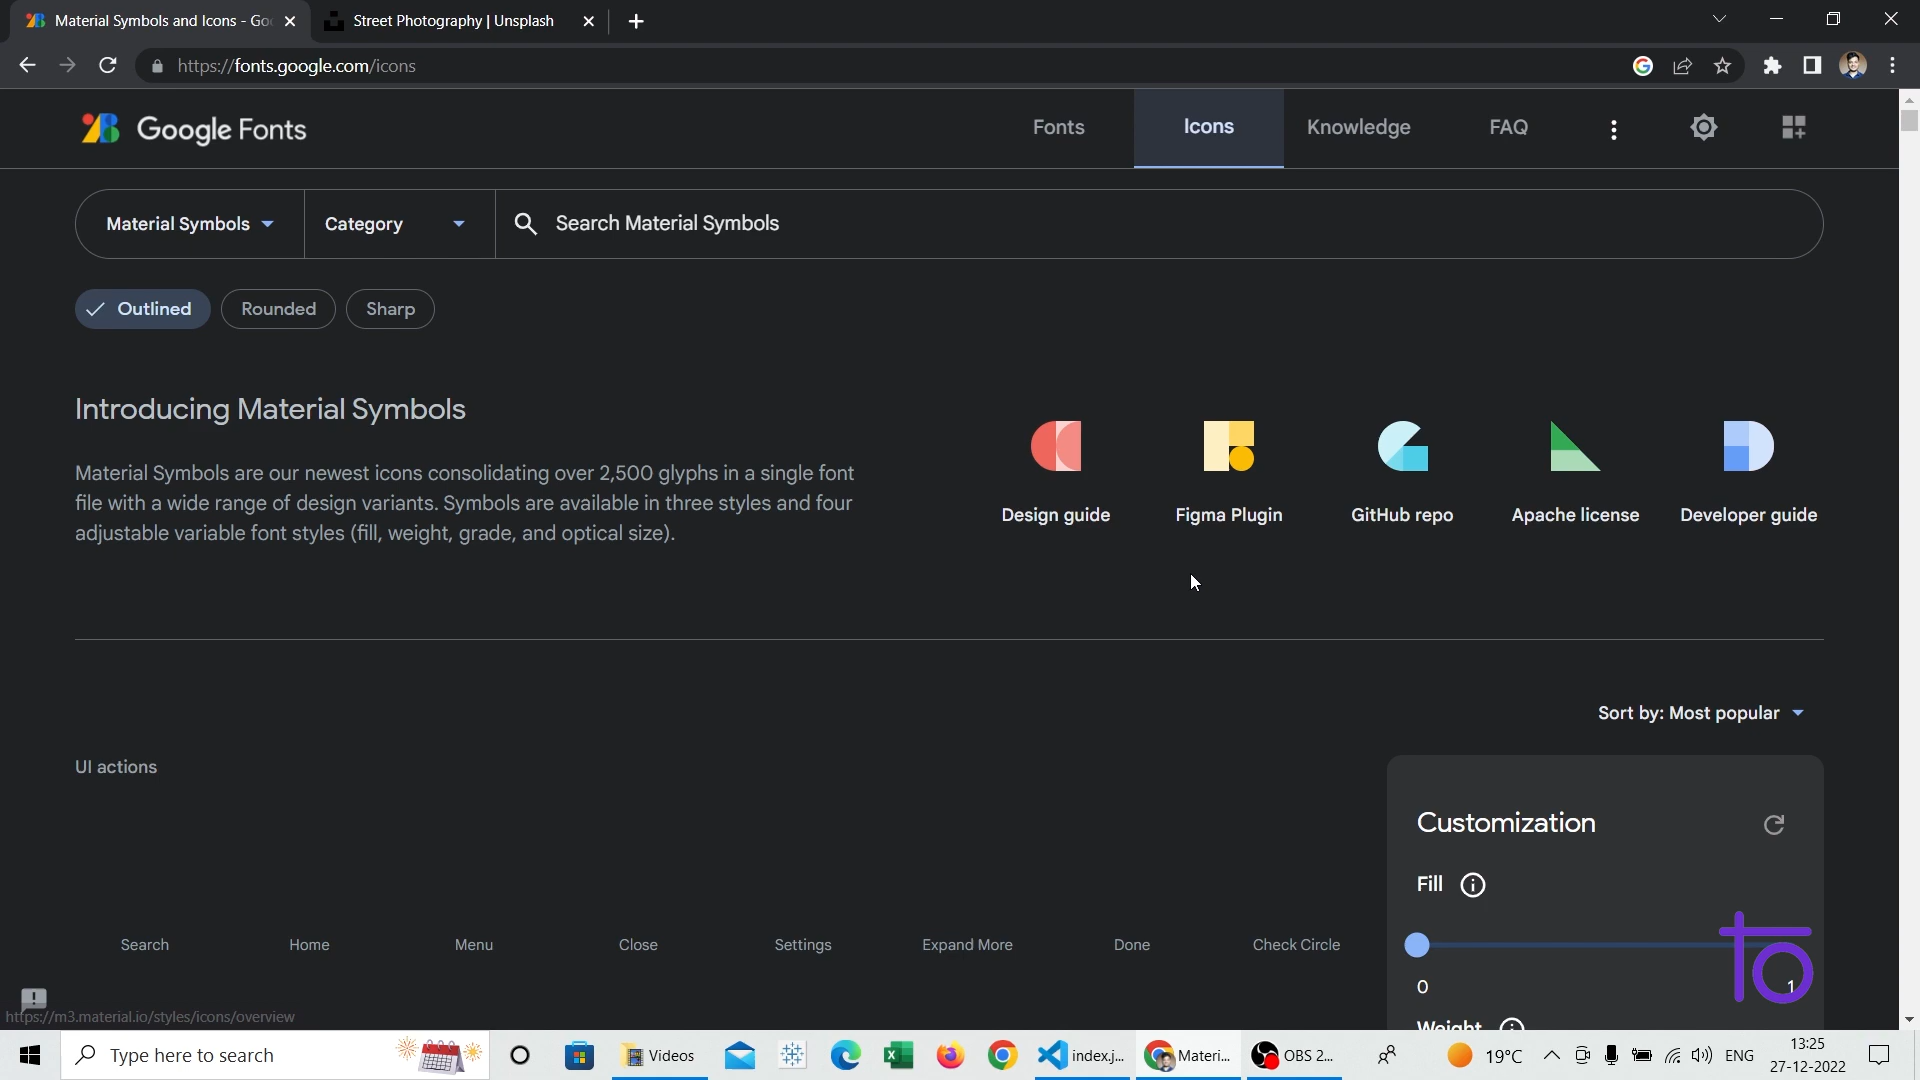 Material Symbols and Icons - Goo
Street Photography | Unsplash
https://fonts.google.com/icons
Google Fonts
Fonts
Icons
Knowledge
FAQ
Material Symbols
Category
Search Material Symbols
Outlined
Rounded
Sharp
Introducing Material Symbols
Material Symbols are our newest icons consolidating over 2,500 glyphs in a single font
file with a wide range of design variants. Symbols are available in three styles and four
adjustable variable font styles (fill, weight, grade, and optical size).
Design guide
Figma Plugin
GitHub repo
Apache license
Developer guide
Sort by: Most popular
UI actions
Customization
Fill
Search
Home
Menu
Close
Settings
Expand More
Done
Check Circle
0
1
Weight
https://m3.material.io/styles/icons/overview
Type here to search
Videos
index.j...
Materi...
OBS 2...
19°C
ENG
13:25
27-12-2022